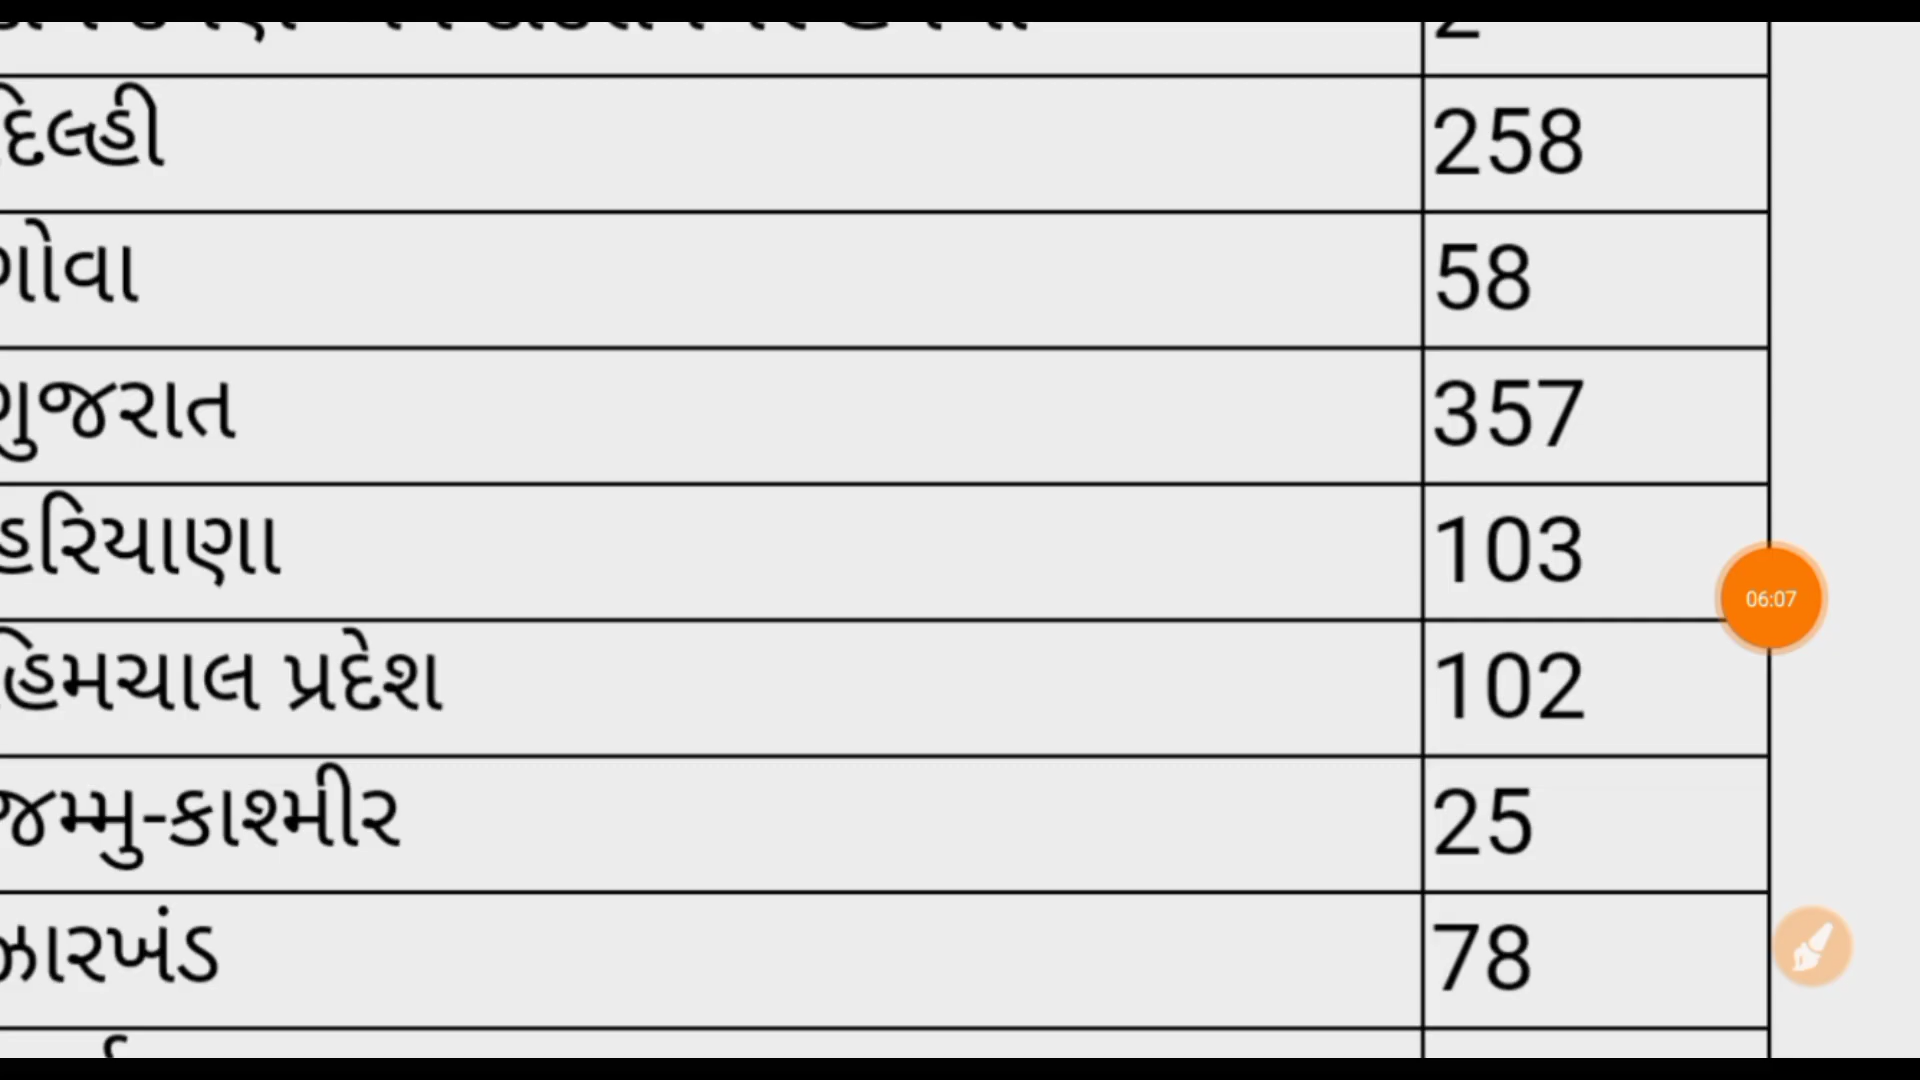 દિલ્હી 258
ગોવા 58
ગુજરાત 357
હરિયાણા 103
06:07
હિમચાલ પ્રદેશ 102
જમ્મુ-કાશ્મીર 25
ઝારખંડ 78